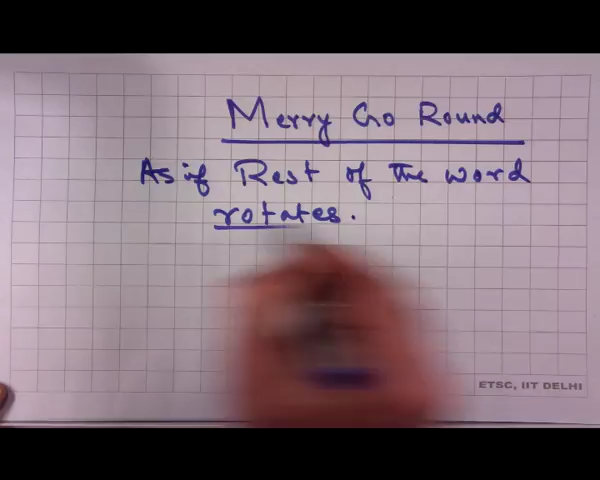 Merry Go Round
As if Rest of the word
rotates.
ETSC, IIT DELHI